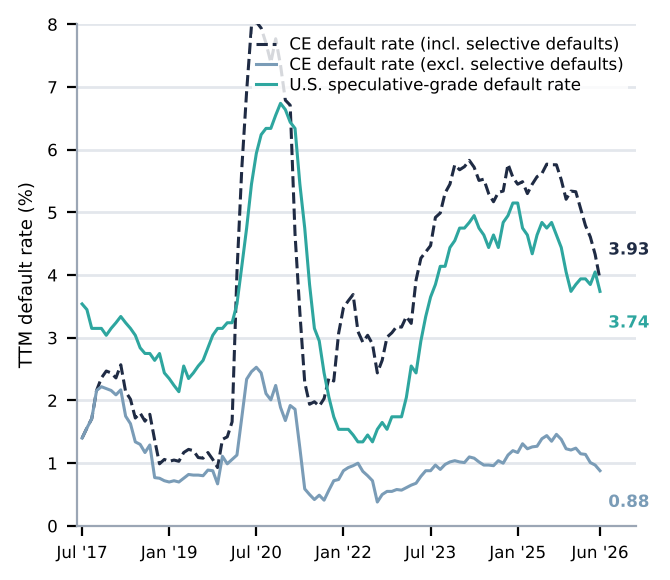 8
CE default rate (incl. selective defaults)
CE default rate (excl. selective defaults)
U.S. speculative-grade default rate
7
6
5
4
3
2
1
0
TTM default rate (%)
3.93
3.74
0.88
Jul '17 Jan '19 Jul '20 Jan '22 Jul '23 Jan '25 Jun '26